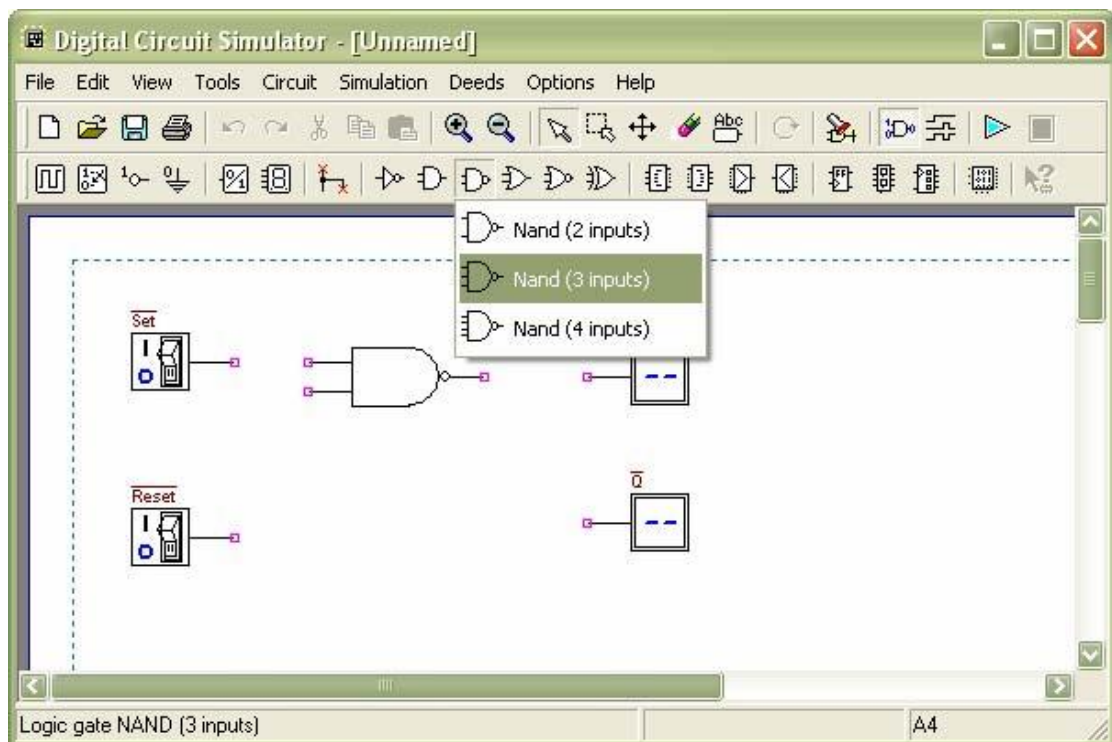 Digital Circuit Simulator - [Unnamed]
File Edit View Tools Circuit Simulation Deeds Options Help
Abc
Nand (2 inputs)
Nand (3 inputs)
Nand (4 inputs)
Set
Reset
Q
Logic gate NAND (3 inputs)
A4